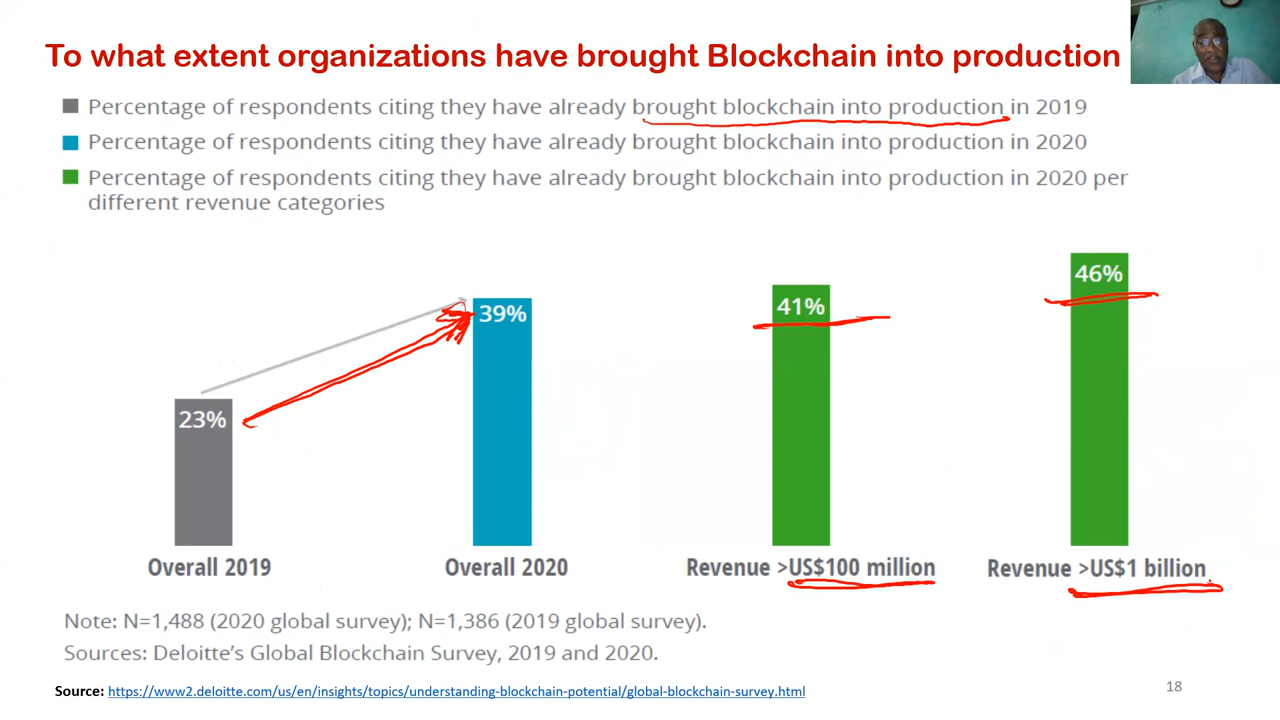 To what extent organizations have brought Blockchain into production
Percentage of respondents citing they have already brought blockchain into production in 2019
Percentage of respondents citing they have already brought blockchain into production in 2020
Percentage of respondents citing they have already brought blockchain into production in 2020 per
different revenue categories
23%
39%
41%
46%
Overall 2019
Overall 2020
Revenue >US$100 million
Revenue >US$1 billion
Note: N=1,488 (2020 global survey); N=1,386 (2019 global survey).
Sources: Deloitte's Global Blockchain Survey, 2019 and 2020.
Source: https://www2.deloitte.com/us/en/insights/topics/understanding-blockchain-potential/global-blockchain-survey.html
18